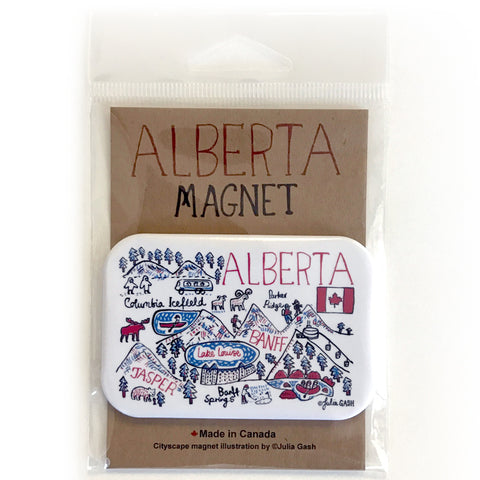 ALBERTA
MAGNET
ALBERTA
Columbia Icefield
Parker
Ridge
BANFF
Lake Louise
JASPER
Banff
Springs
©Julia GASH
Made in Canada
Cityscape magnet illustration by ©Julia Gash